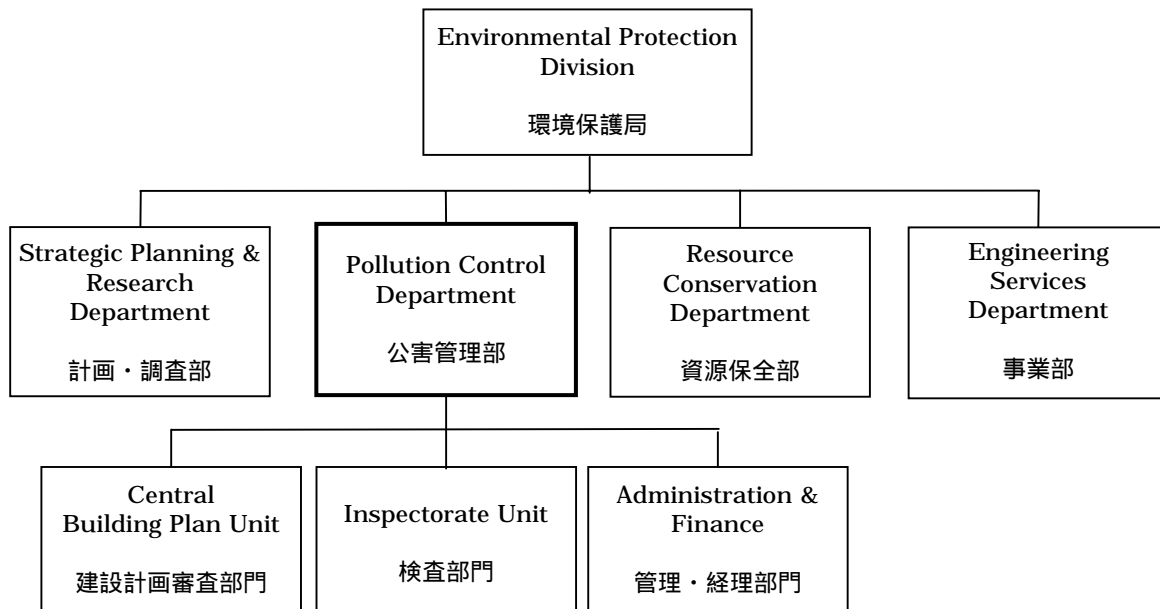 Environmental Protection
Division
環境保護局
Strategic Planning &
Research
Department
計画・調査部
Pollution Control
Department
公害管理部
Resource
Conservation
Department
資源保全部
Engineering
Services
Department
事業部
Central
Building Plan Unit
建設計画審査部門
Inspectorate Unit
検査部門
Administration &
Finance
管理・経理部門